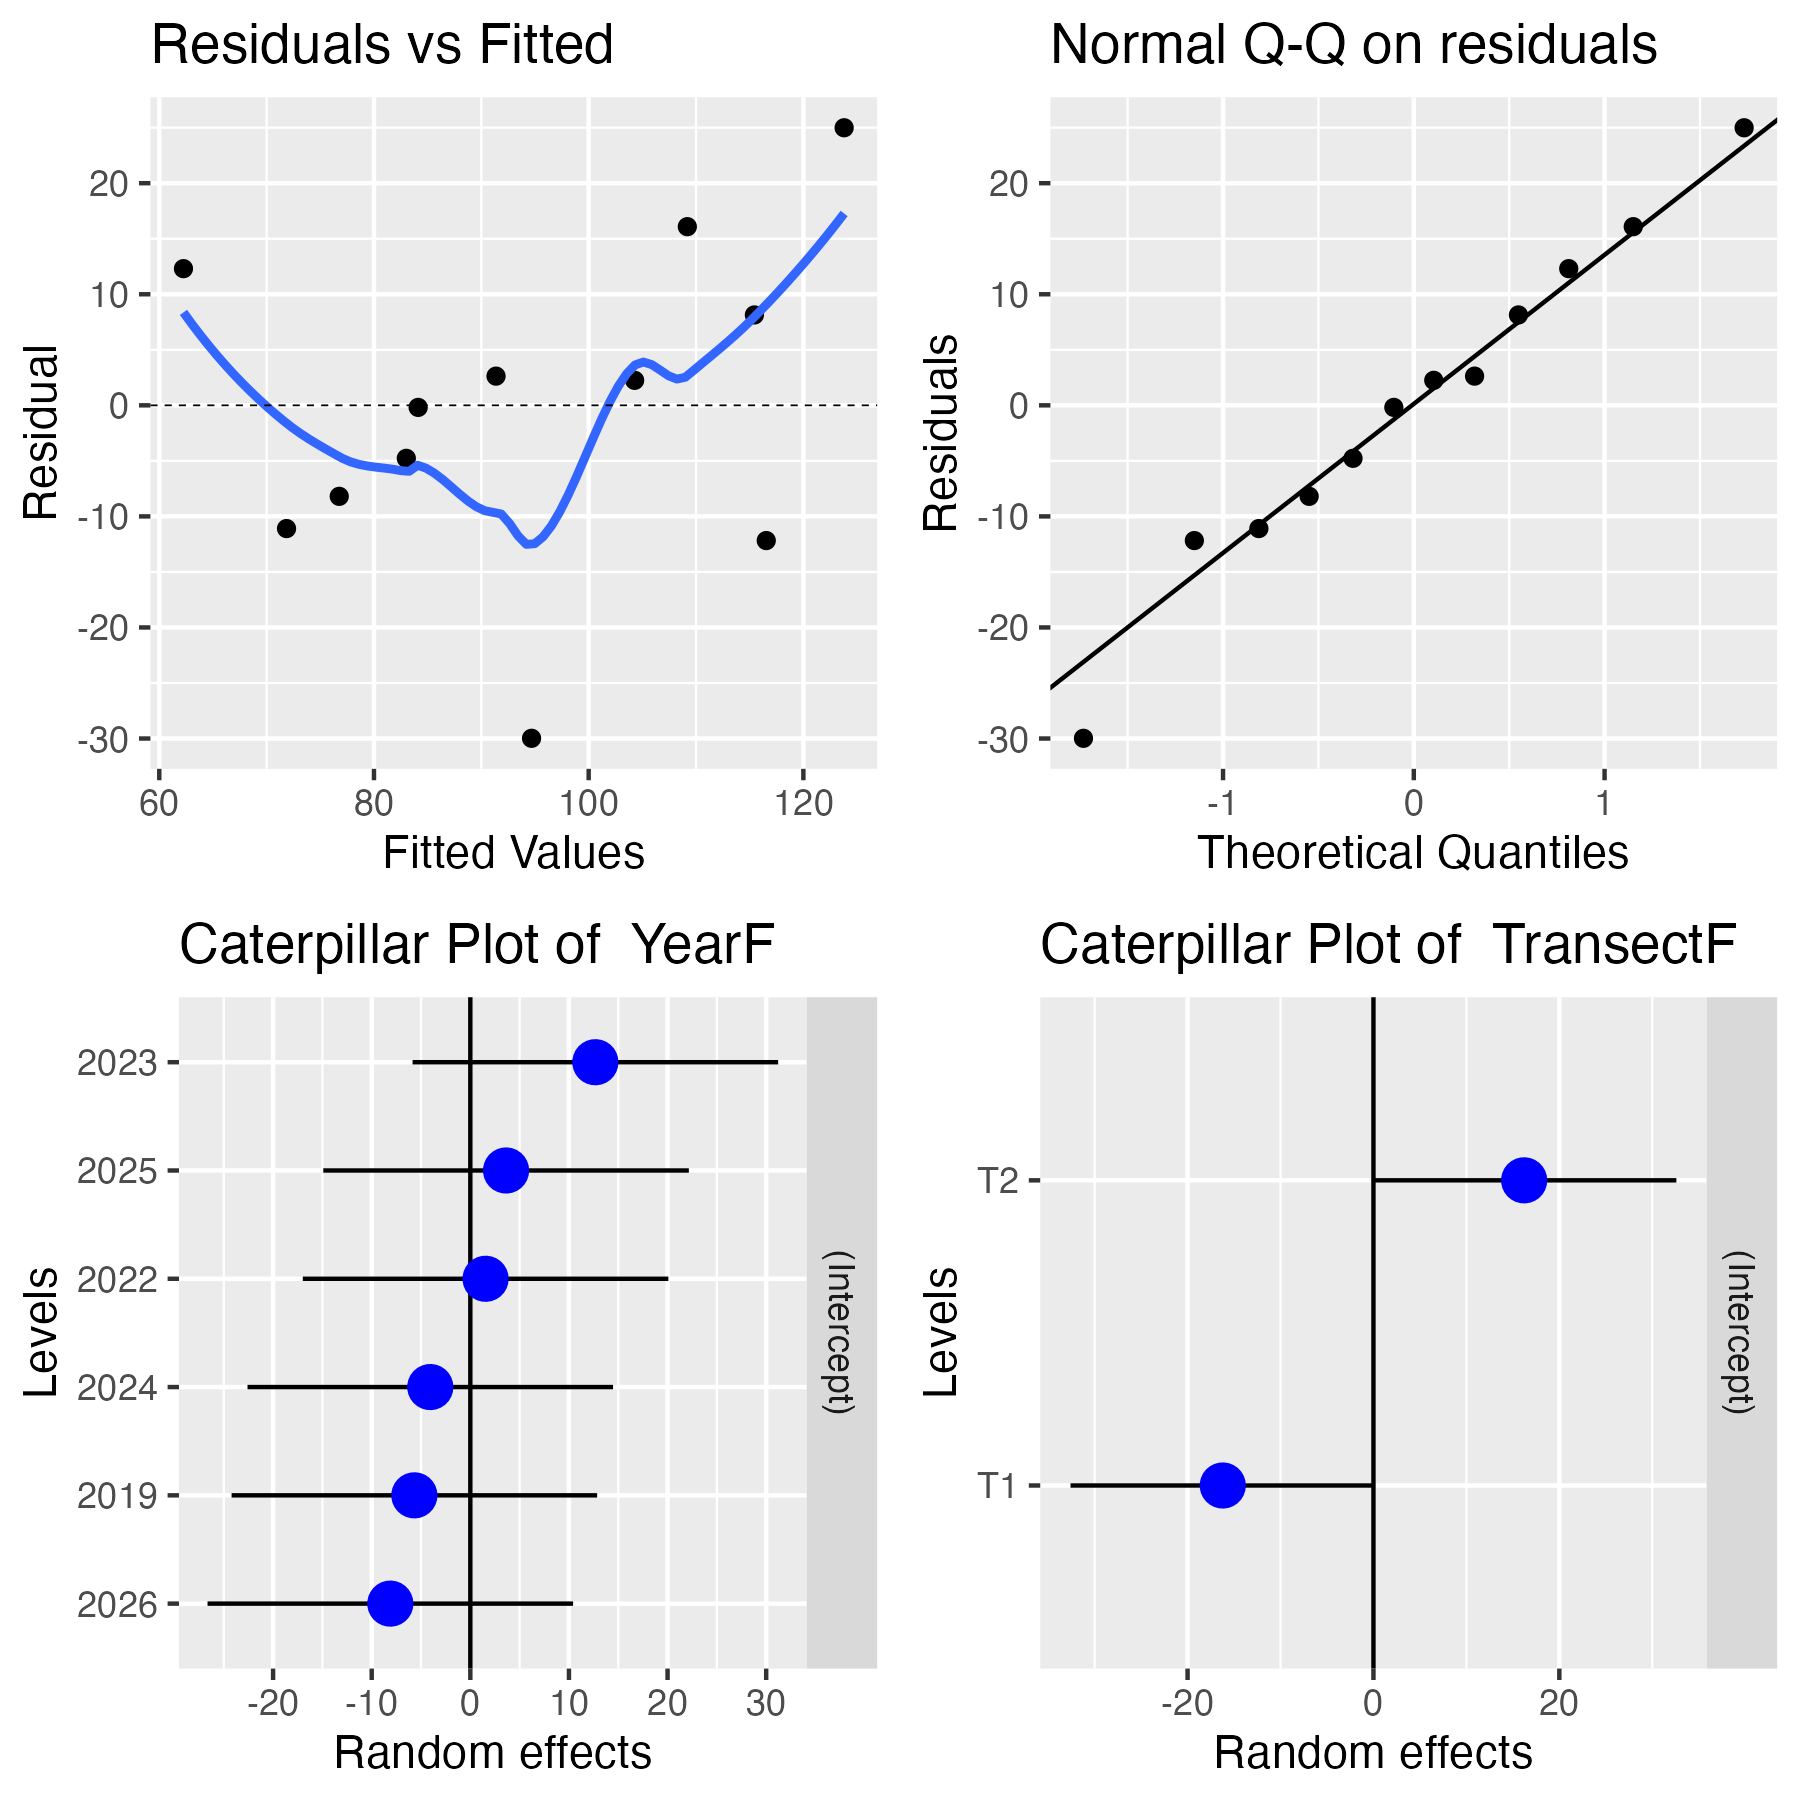 Residuals vs Fitted
Residual
20
10
0
-10
-20
-30
60 80 100 120
Fitted Values
Normal Q-Q on residuals
Residuals
20
10
0
-10
-20
-30
-1 0 1
Theoretical Quantiles
Caterpillar Plot of  YearF
Levels
2023
2025
2022
2024
2019
2026
(Intercept)
-20 -10 0 10 20 30
Random effects
Caterpillar Plot of  TransectF
Levels
T2
T1
(Intercept)
-20 0 20
Random effects